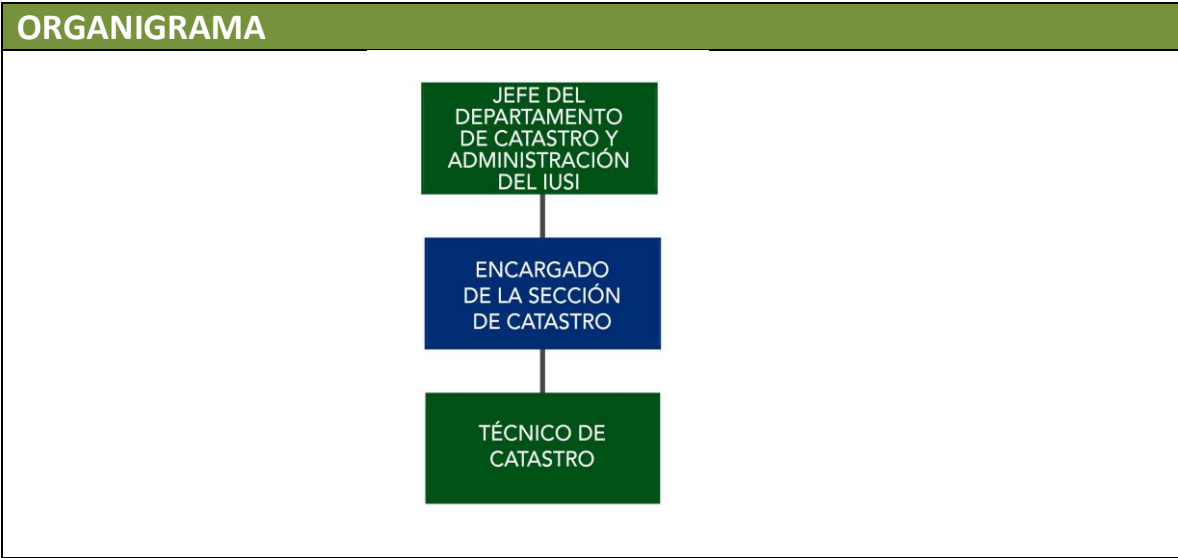 ORGANIGRAMA
JEFE DEL
DEPARTAMENTO
DE CATASTRO Y
ADMINISTRACIÓN
DEL IUSI
ENCARGADO
DE LA SECCIÓN
DE CATASTRO
TÉCNICO DE
CATASTRO